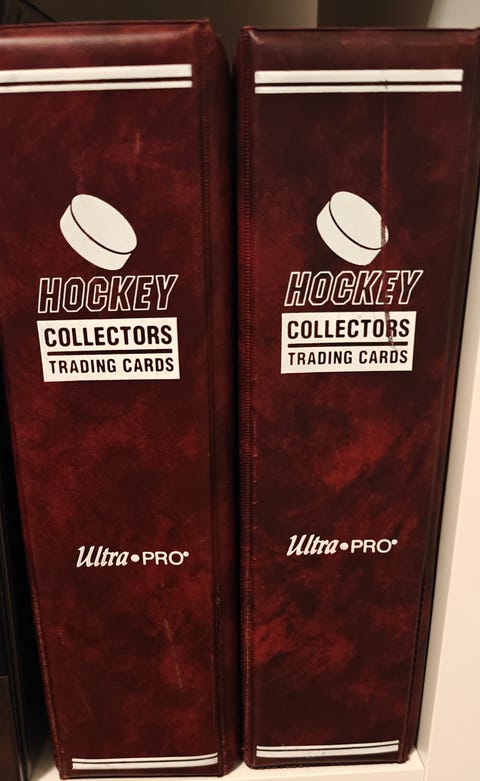 HOCKEY
COLLECTORS
TRADING CARDS
Ultra•PRO®
HOCKEY
COLLECTORS
TRADING CARDS
Ultra•PRO®